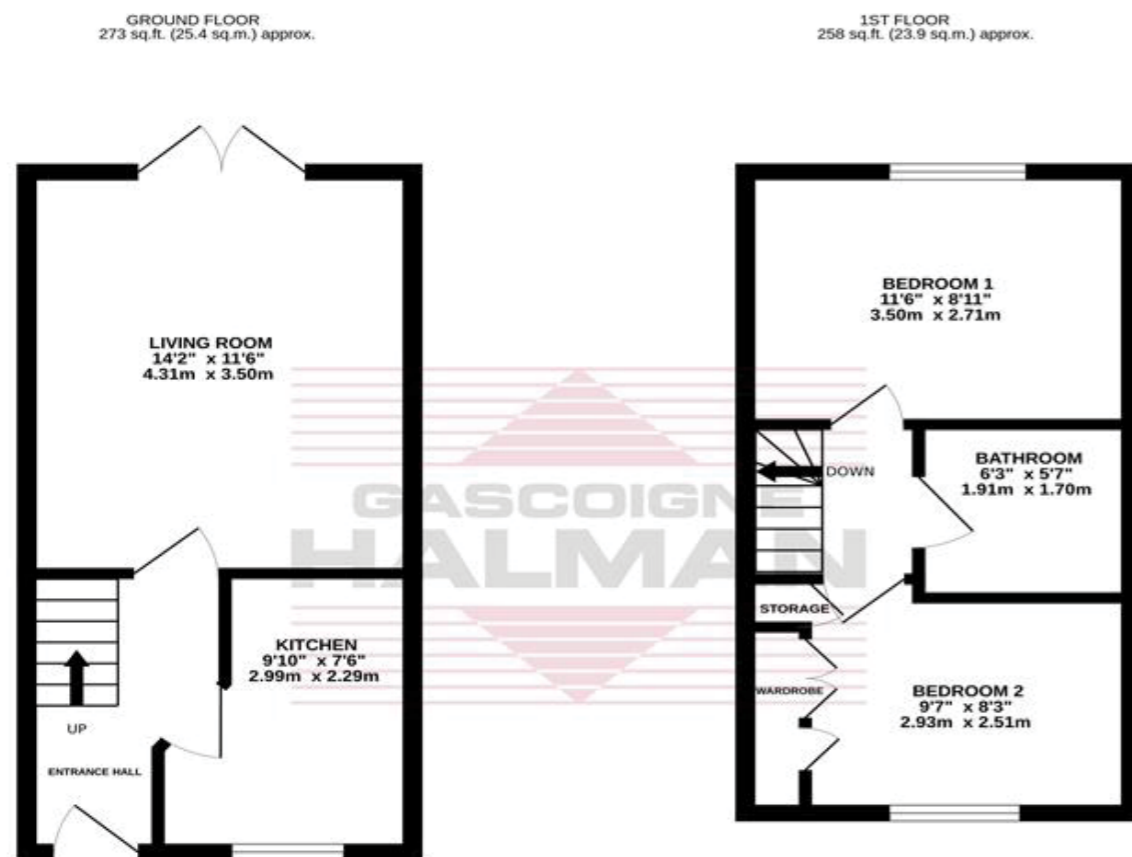 GROUND FLOOR
273 sq.ft. (25.4 sq.m.) approx.
LIVING ROOM
14'2" x 11'6"
4.31m x 3.50m
KITCHEN
9'10" x 7'6"
2.99m x 2.29m
UP
ENTRANCE HALL
1ST FLOOR
258 sq.ft. (23.9 sq.m.) approx.
BEDROOM 1
11'6" x 8'11"
3.50m x 2.71m
DOWN
BATHROOM
6'3" x 5'7"
1.91m x 1.70m
STORAGE
WARDROBE
BEDROOM 2
9'7" x 8'3"
2.93m x 2.51m
GASCOIGNE
HALMAN